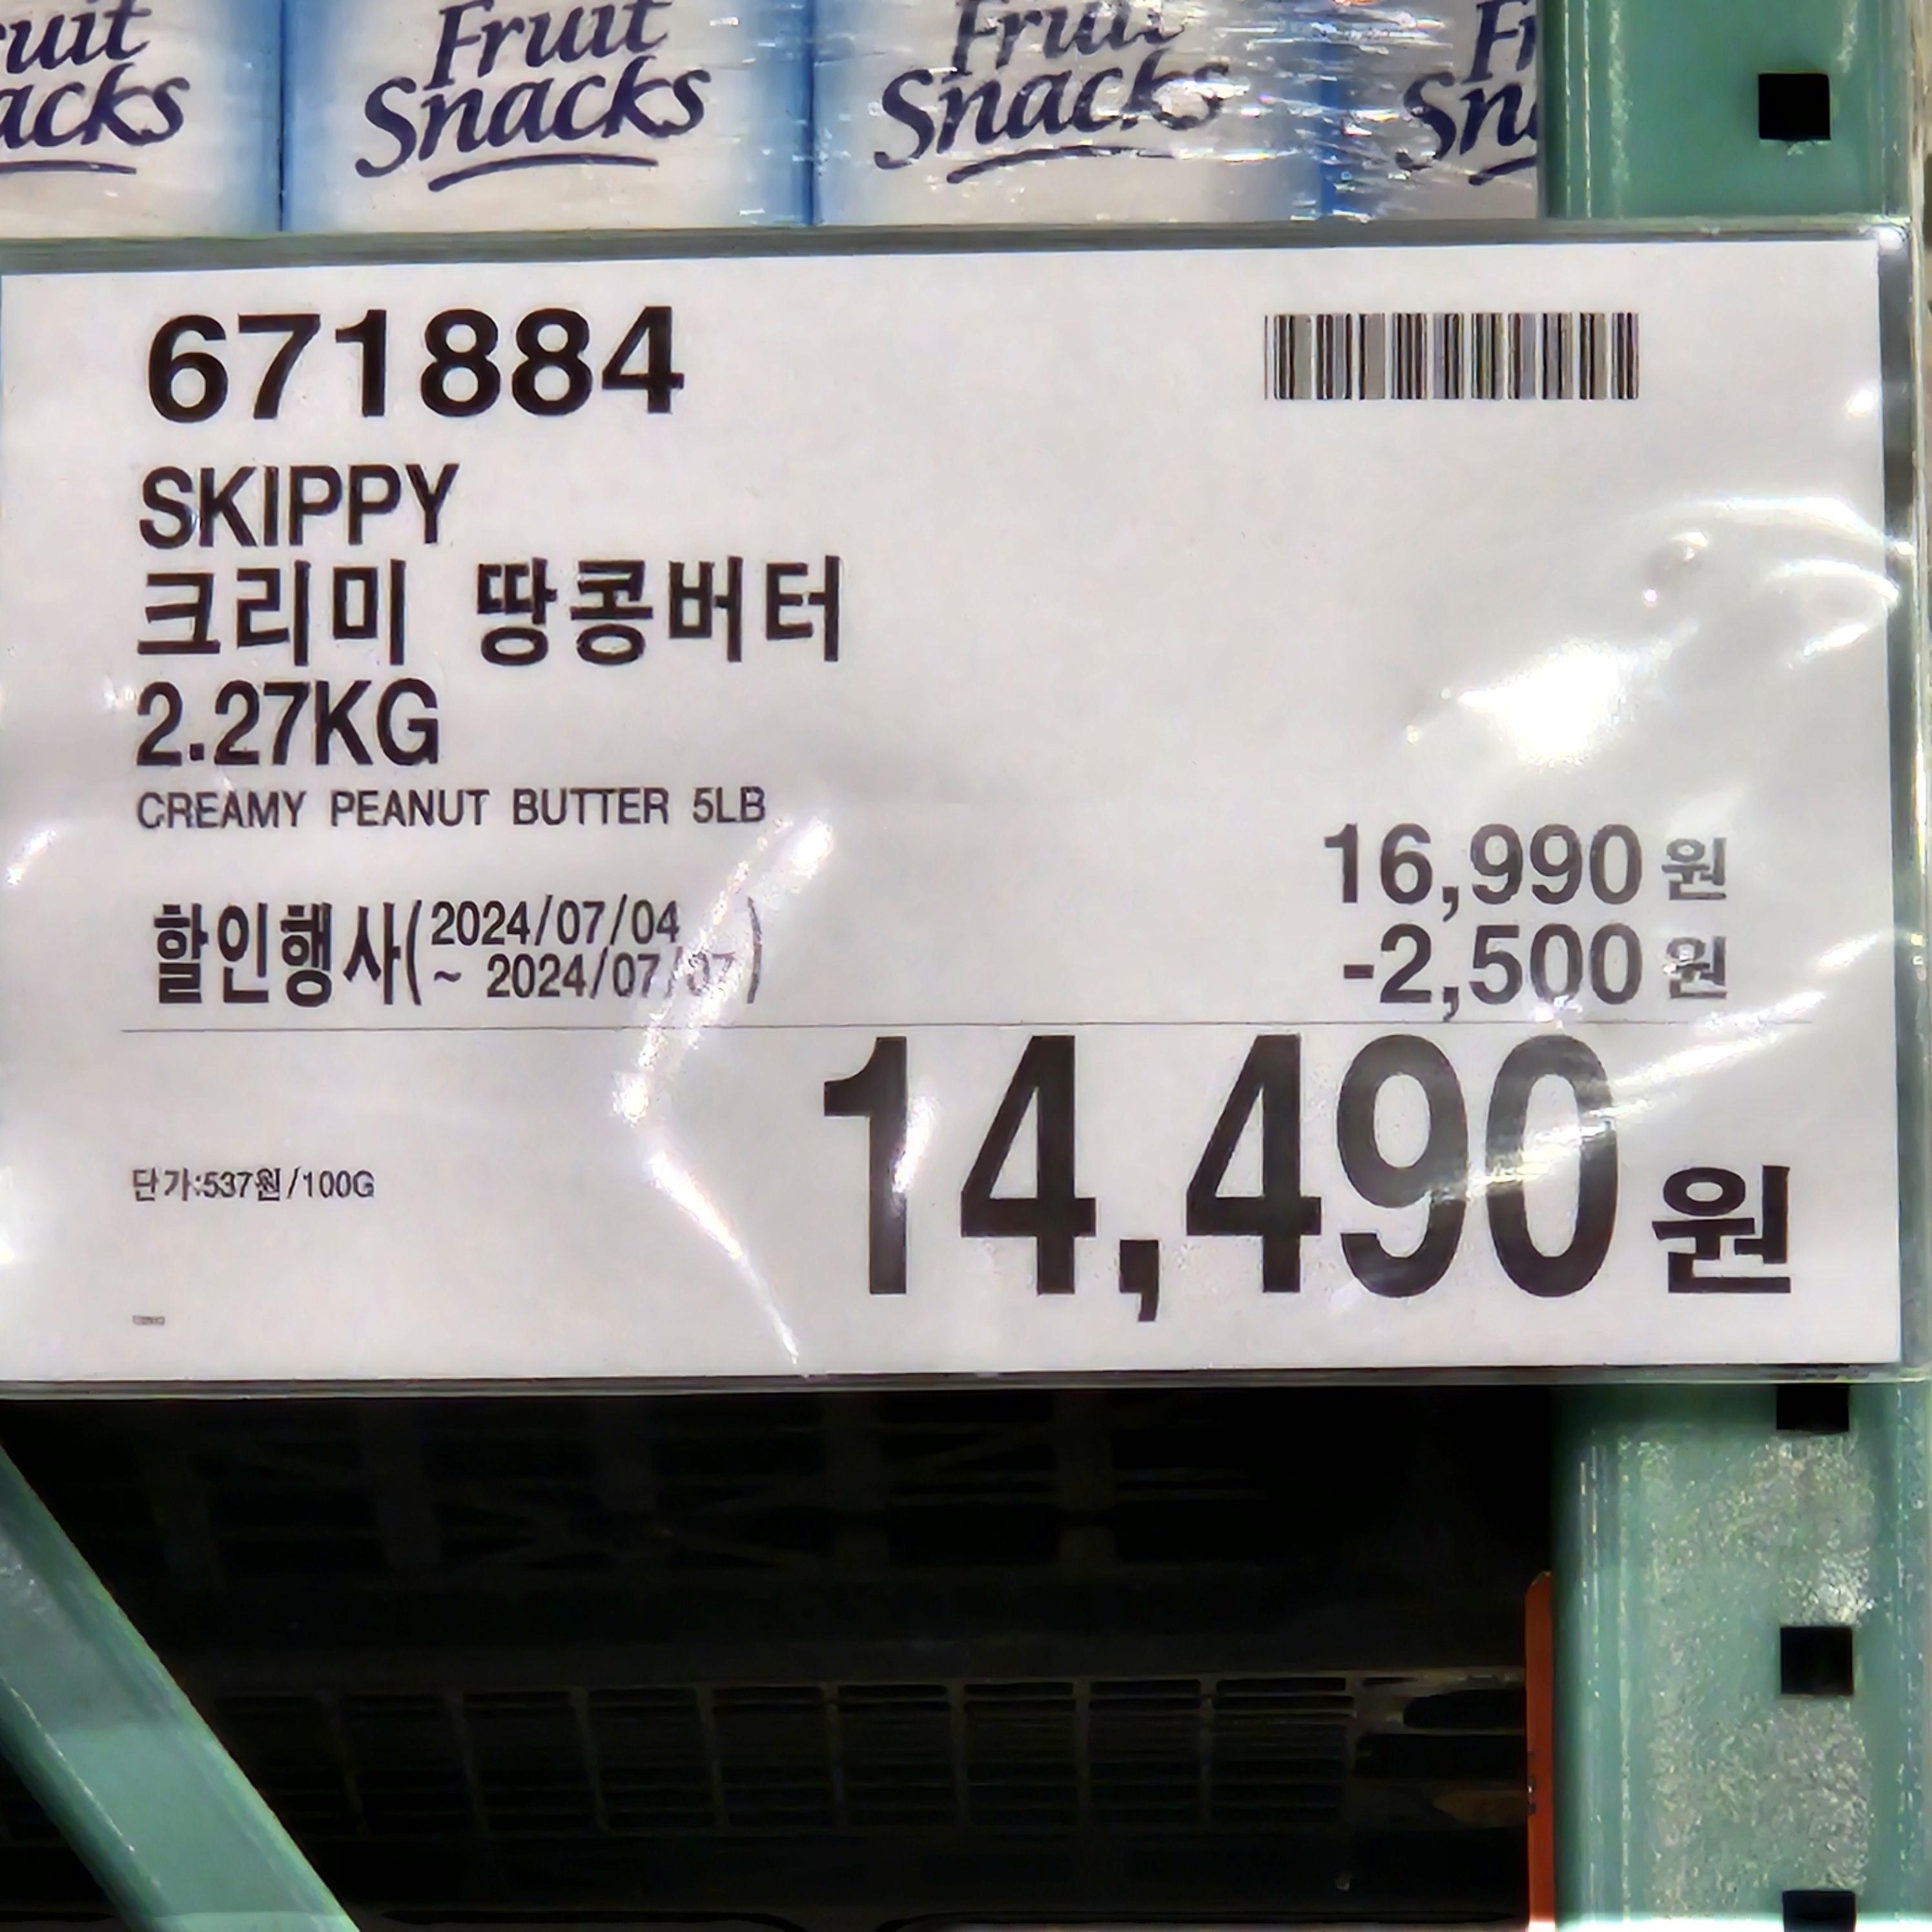 Fruit Snacks
Fruit Snacks
671884
SKIPPY
크리미 땅콩버터
2.27KG
CREAMY PEANUT BUTTER 5LB
16,990 원
할인행사(2024/07/04
~ 2024/07/07)
-2,500 원
14,490 원
단가:537원/100G